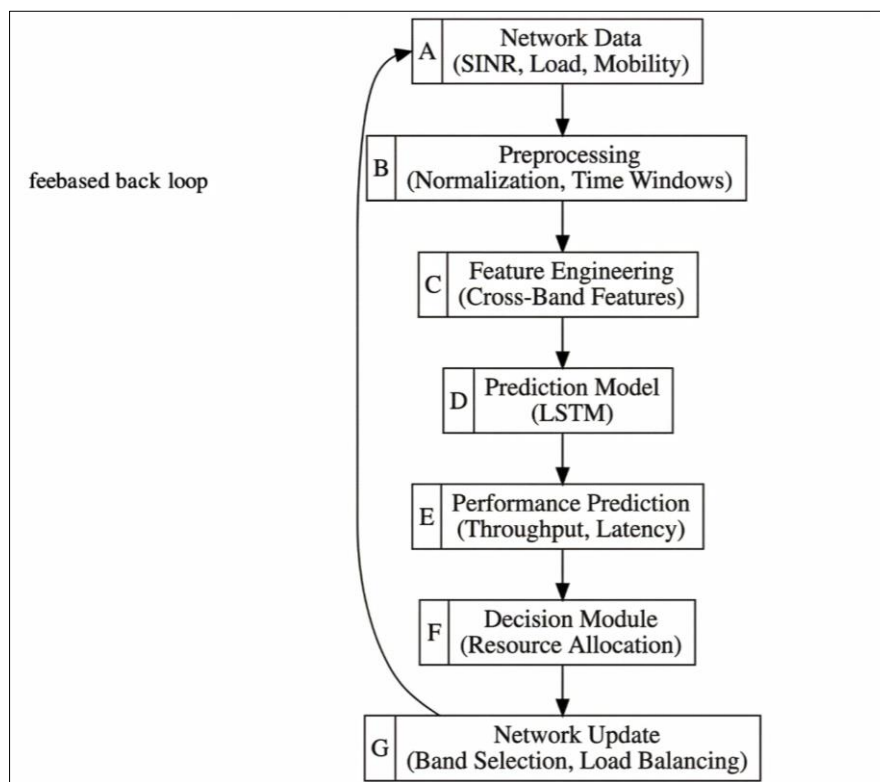 A
Network Data
(SINR, Load, Mobility)
feebased back loop
B
Preprocessing
(Normalization, Time Windows)
C
Feature Engineering
(Cross-Band Features)
D
Prediction Model
(LSTM)
E
Performance Prediction
(Throughput, Latency)
F
Decision Module
(Resource Allocation)
G
Network Update
(Band Selection, Load Balancing)